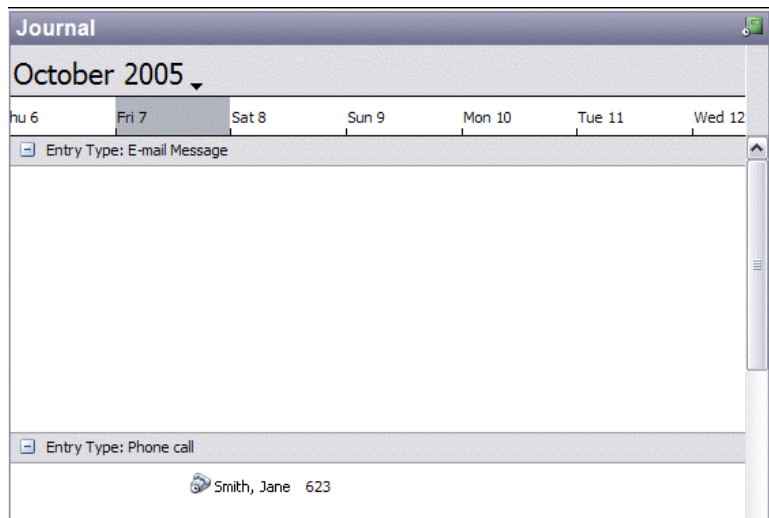 Journal
October 2005
hu 6 Fri 7 Sat 8 Sun 9 Mon 10 Tue 11 Wed 12
Entry Type: E-mail Message
Entry Type: Phone call
Smith, Jane 623